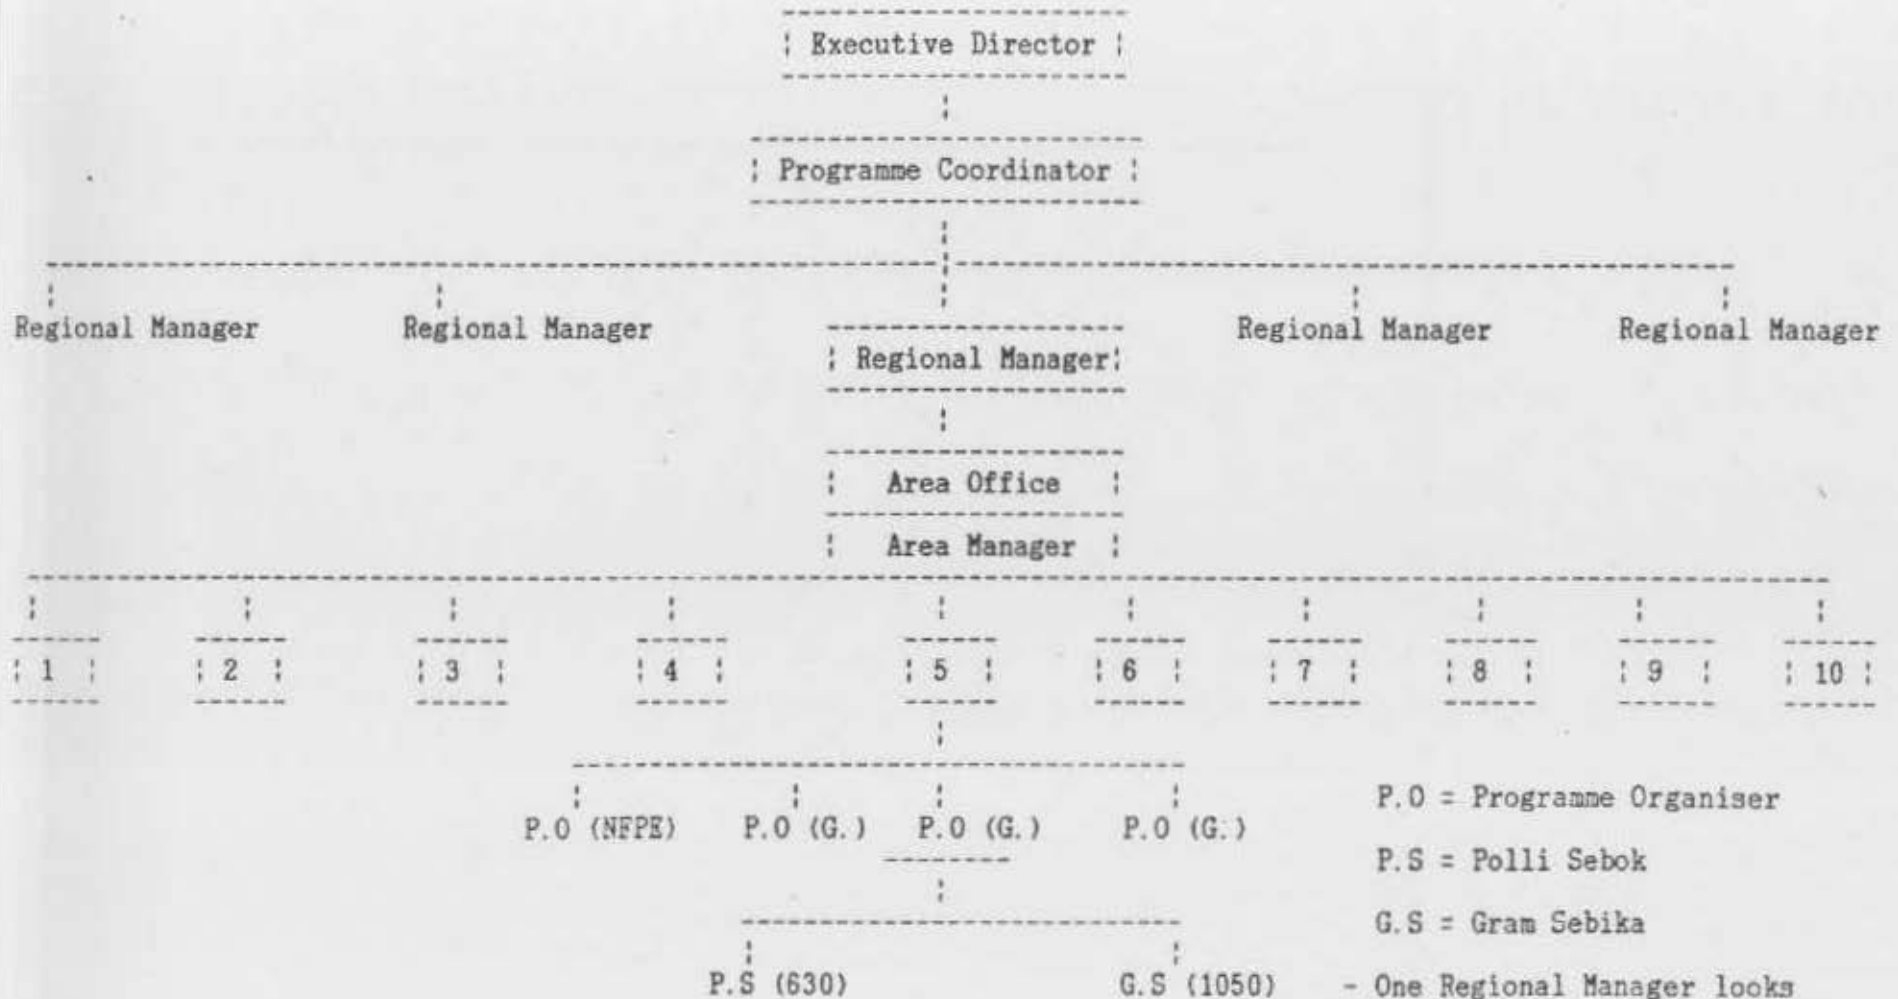 Executive Director
Programme Coordinator
Regional Manager Regional Manager Regional Manager Regional Manager
Regional Manager
Area Office
Area Manager
1 2 3 4 5 6 7 8 9 10
P.O = Programme Organiser
P.O (NFPE) P.O (G.) P.O (G.) P.O (G.)
P.S = Polli Sebok
G.S = Gram Sebika
P.S (630) G.S (1050) - One Regional Manager looks